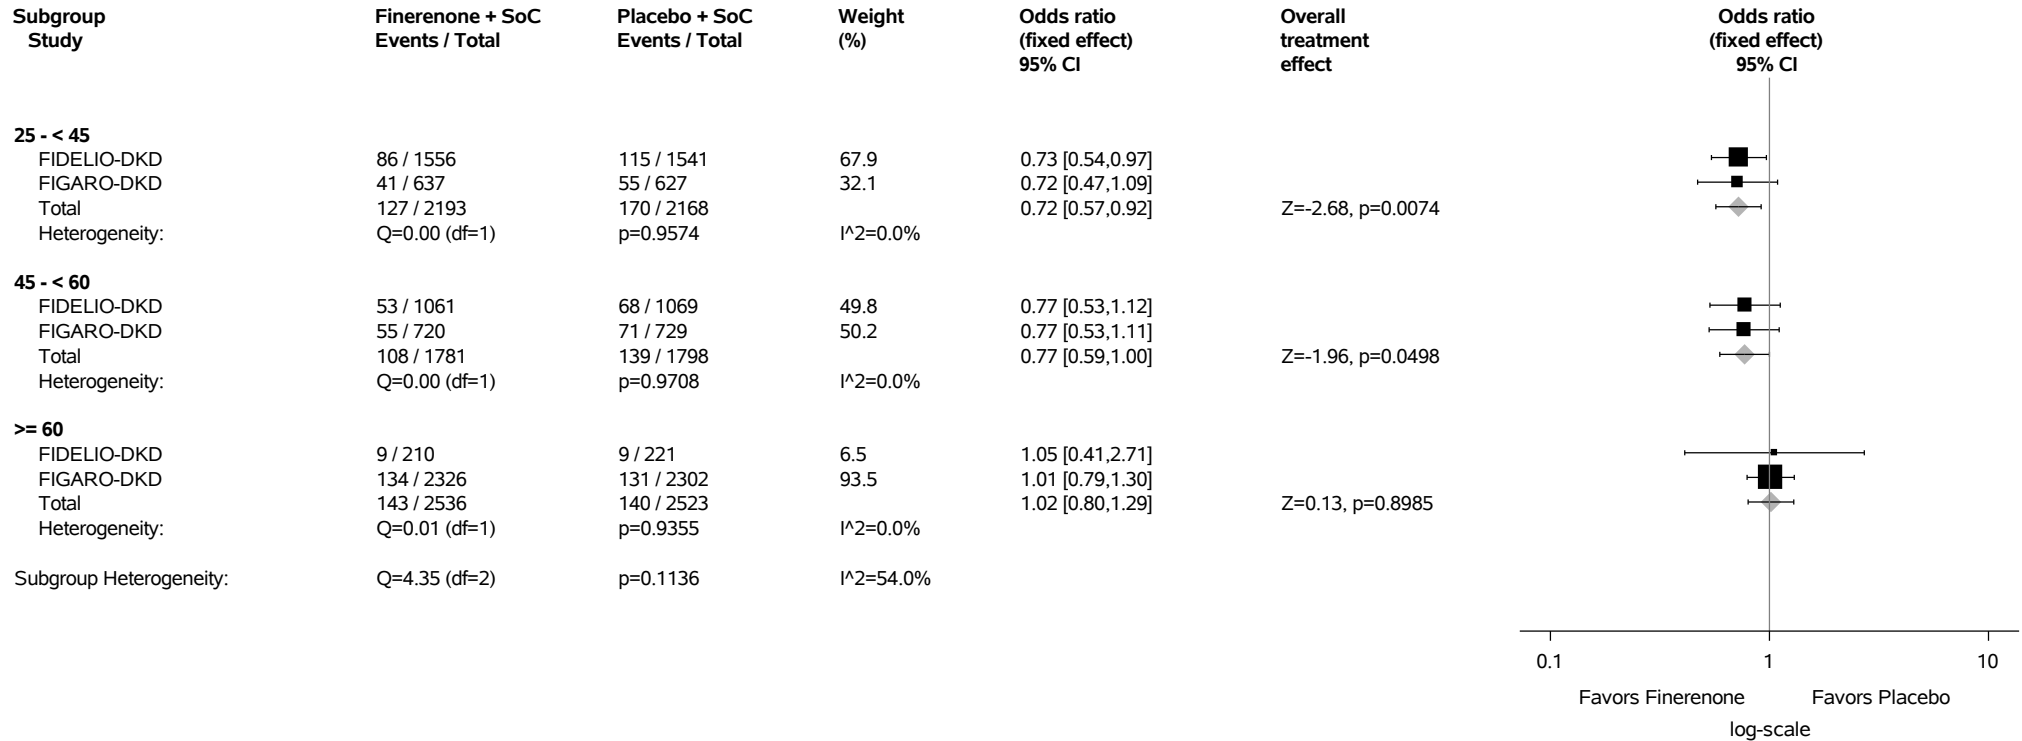 Subgroup Finerenone + SoC Placebo + SoC Weight Odds ratio Overall Odds ratio
Study Events / Total Events / Total (%) (fixed effect) treatment (fixed effect)
95% CI effect 95% CI
25 - < 45
FIDELIO-DKD 86 / 1556 115 / 1541 67.9 0.73 [0.54,0.97]
FIGARO-DKD 41 / 637 55 / 627 32.1 0.72 [0.47,1.09]
Total 127 / 2193 170 / 2168 0.72 [0.57,0.92] Z=-2.68, p=0.0074
Heterogeneity: Q=0.00 (df=1) p=0.9574 I^2=0.0%
45 - < 60
FIDELIO-DKD 53 / 1061 68 / 1069 49.8 0.77 [0.53,1.12]
FIGARO-DKD 55 / 720 71 / 729 50.2 0.77 [0.53,1.11]
Total 108 / 1781 139 / 1798 0.77 [0.59,1.00] Z=-1.96, p=0.0498
Heterogeneity: Q=0.00 (df=1) p=0.9708 I^2=0.0%
>= 60
FIDELIO-DKD 9 / 210 9 / 221 6.5 1.05 [0.41,2.71]
FIGARO-DKD 134 / 2326 131 / 2302 93.5 1.01 [0.79,1.30]
Total 143 / 2536 140 / 2523 1.02 [0.80,1.29] Z=0.13, p=0.8985
Heterogeneity: Q=0.01 (df=1) p=0.9355 I^2=0.0%
Subgroup Heterogeneity: Q=4.35 (df=2) p=0.1136 I^2=54.0%
0.1 1 10
Favors Finerenone Favors Placebo
log-scale